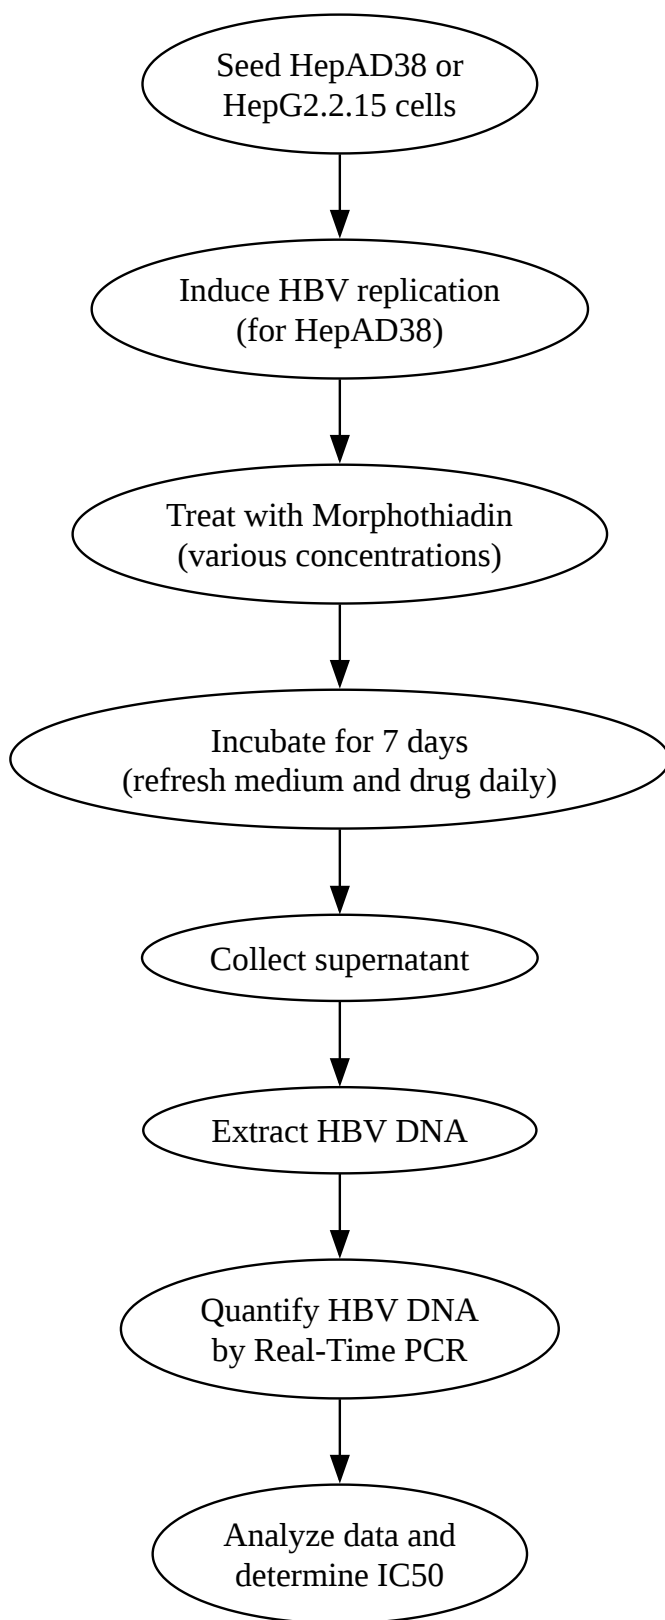 Seed HepAD38 or
HepG2.2.15 cells
Induce HBV replication
(for HepAD38)
Treat with Morphothiadin
(various concentrations)
Incubate for 7 days
(refresh medium and drug daily)
Collect supernatant
Extract HBV DNA
Quantify HBV DNA
by Real-Time PCR
Analyze data and
determine IC50